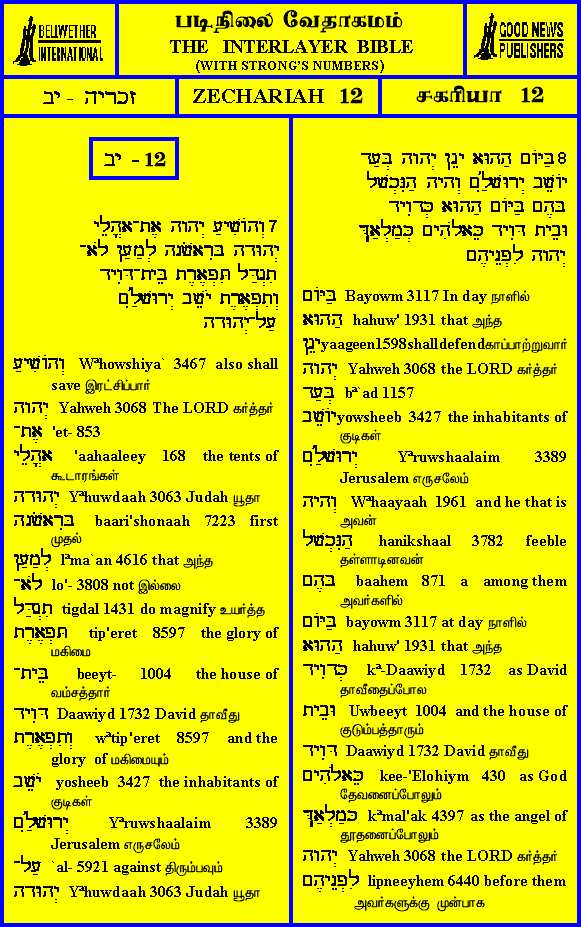 BELLWETHER
INTERNATIONAL
படிநிலை வேதாகமம்
THE INTERLAYER BIBLE
(WITH STRONG'S NUMBERS)
GOOD NEWS
PUBLISHERS
זכריה - יב
ZECHARIAH 12
சகரியா 12
יב - 12
7 וְהוֹשִׁיעַ יְהוָה אֶת־אָהֳלֵי
יְהוּדָה בָּרִאשֹׁנָה לְמַעַן לֹא־
תִגְדַּל תִּפְאֶרֶת בֵּית־דָּוִיד
וְתִפְאֶרֶת יֹשֵׁב יְרוּשָׁלִַם
עַל־יְהוּדָה׃
וְהוֹשִׁיעַ Wªhowshiya` 3467 also shall
save இரட்சிப்பார்
יְהוָה Yahweh 3068 The LORD கர்த்தர்
אֶת־ 'et- 853
אָהֳלֵי 'aahaaleey 168 the tents of
கூடாரங்கள்
יְהוּדָה Yªhuwdaah 3063 Judah யூதா
בָּרִאשֹׁנָה baari'shonaah 7223 first
முதல்
לְמַעַן lªma`an 4616 that அந்த
לֹא־ lo'- 3808 not இல்லை
תִגְדַּל tigdal 1431 do magnify உயர்த்த
תִּפְאֶרֶת tip'eret 8597 the glory of
மகிமை
בֵּית־ beeyt- 1004 the house of
வம்சத்தார்
דָּוִיד Daawiyd 1732 David தாவீது
וְתִפְאֶרֶת wªtip'eret 8597 and the
glory of மகிமையும்
יֹשֵׁב yosheeb 3427 the inhabitants of
குடிகள்
יְרוּשָׁלִַם Yªruwshaalaim 3389
Jerusalem எருசலேம்
עַל־ `al- 5921 against திரும்பவும்
יְהוּדָה Yªhuwdaah 3063 Judah யூதா
8 בַּיּוֹם הַהוּא יָגֵן יְהוָה בְּעַד
יוֹשֵׁב יְרוּשָׁלִַם וְהָיָה הַנִּכְשָׁל
בָּהֶם בַּיּוֹם הַהוּא כְּדָוִיד
וּבֵית דָּוִיד כֵּאלֹהִים כְּמַלְאַךְ
יְהוָה לִפְנֵיהֶם׃
בַּיּוֹם Bayowm 3117 In day நாளில்
הַהוּא hahuw' 1931 that அந்த
יָגֵן yaageen1598shalldefendகாப்பாற்றுவார்
יְהוָה Yahweh 3068 the LORD கர்த்தர்
בְּעַד bª`ad 1157
יוֹשֵׁב yowsheeb 3427 the inhabitants of
குடிகள்
יְרוּשָׁלִַם Yªruwshaalaim 3389
Jerusalem எருசலேம்
וְהָיָה Wªhaayaah 1961 and he that is
அவன்
הַנִּכְשָׁל hanikshaal 3782 feeble
தள்ளாடினவன்
בָּהֶם baahem 871 a among them
அவர்களில்
בַּיּוֹם bayowm 3117 at day நாளில்
הַהוּא hahuw' 1931 that அந்த
כְּדָוִיד kª-Daawiyd 1732 as David
தாவீதைப்போல
וּבֵית Uwbeeyt 1004 and the house of
குடும்பத்தாரும்
דָּוִיד Daawiyd 1732 David தாவீது
כֵּאלֹהִים kee-'Elohiym 430 as God
தேவனைப்போலும்
כְּמַלְאַךְ kªmal'ak 4397 as the angel of
தூதனைப்போலும்
יְהוָה Yahweh 3068 the LORD கர்த்தர்
לִפְנֵיהֶם lipneeyhem 6440 before them
அவர்களுக்கு முன்பாக